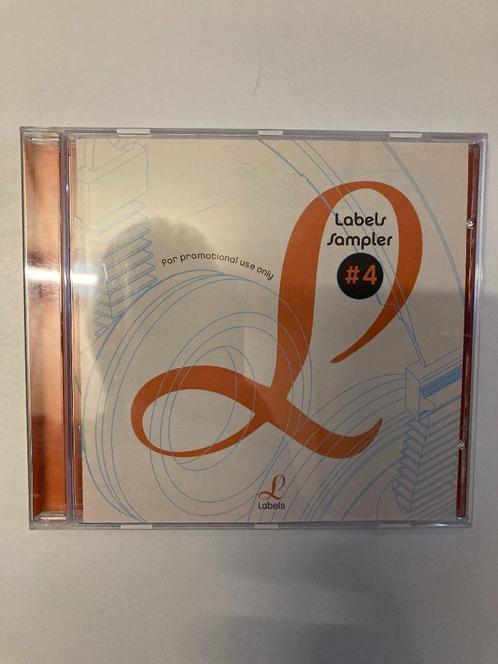 Labels
Sampler
#4
for promotional use only
L
L
Labels